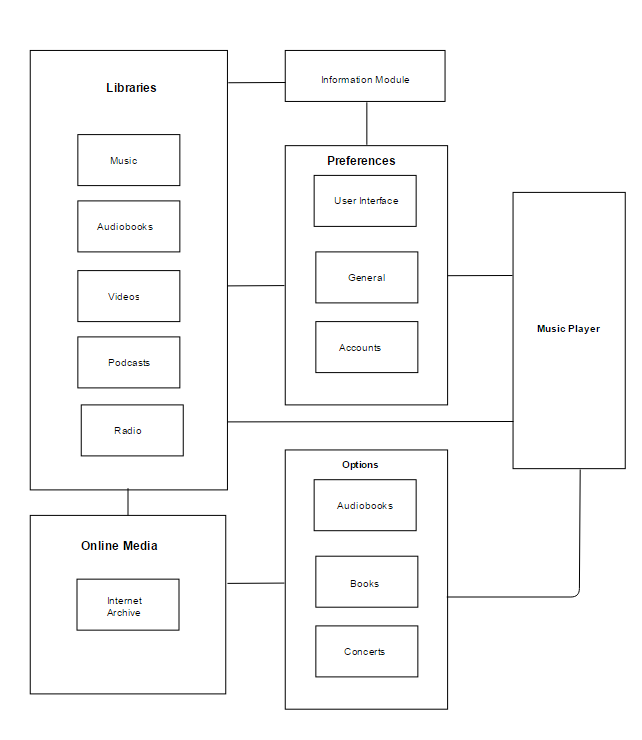 Libraries
Music
Audiobooks
Videos
Podcasts
Radio
Information Module
Preferences
User Interface
General
Accounts
Music Player
Online Media
Internet
Archive
Options
Audiobooks
Books
Concerts